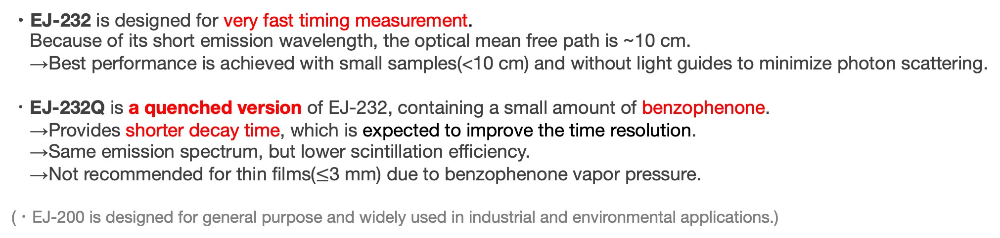 ・EJ-232 is designed for very fast timing measurement.
Because of its short emission wavelength, the optical mean free path is ~10 cm.
→Best performance is achieved with small samples(<10 cm) and without light guides to minimize photon scattering.
・EJ-232Q is a quenched version of EJ-232, containing a small amount of benzophenone.
→Provides shorter decay time, which is expected to improve the time resolution.
→Same emission spectrum, but lower scintillation efficiency.
→Not recommended for thin films(≤3 mm) due to benzophenone vapor pressure.
(・EJ-200 is designed for general purpose and widely used in industrial and environmental applications.)